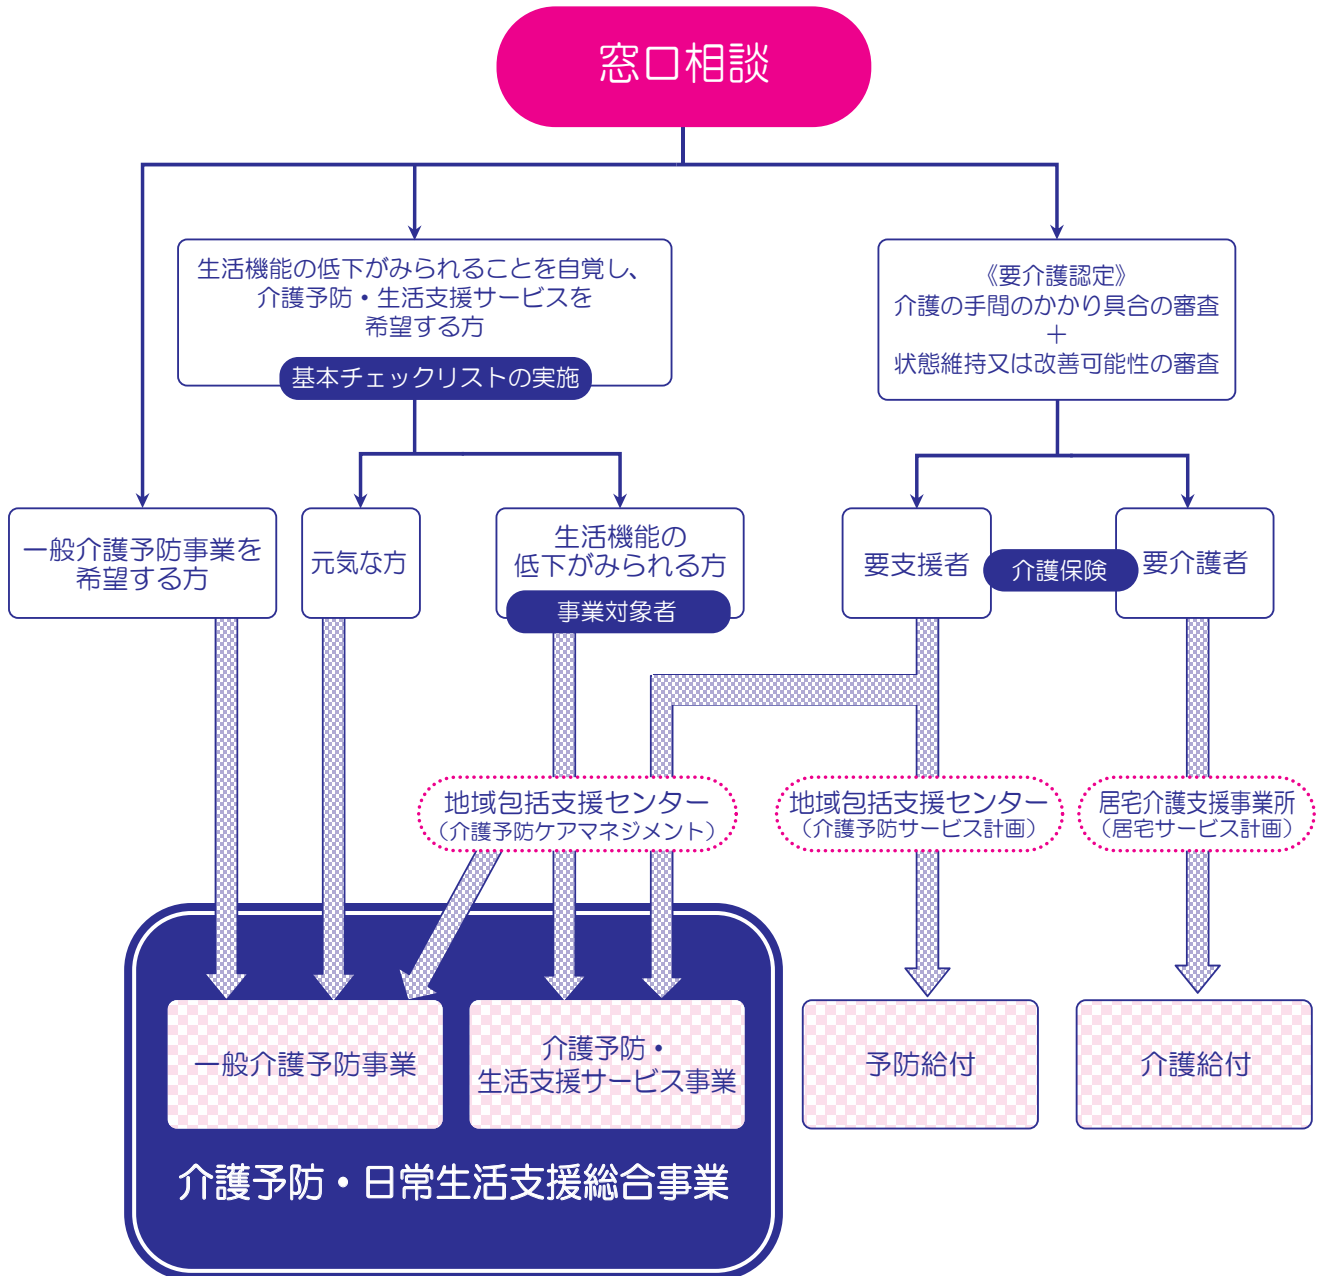 窓口相談
生活機能の低下がみられることを自覚し、
介護予防・生活支援サービスを
希望する方
基本チェックリストの実施
《要介護認定》
介護の手間のかかり具合の審査
＋
状態維持又は改善可能性の審査
一般介護予防事業を
希望する方
元気な方
生活機能の
低下がみられる方
事業対象者
要支援者
介護保険
要介護者
地域包括支援センター
（介護予防ケアマネジメント）
地域包括支援センター
（介護予防サービス計画）
居宅介護支援事業所
（居宅サービス計画）
一般介護予防事業
介護予防・
生活支援サービス事業
予防給付
介護給付
介護予防・日常生活支援総合事業